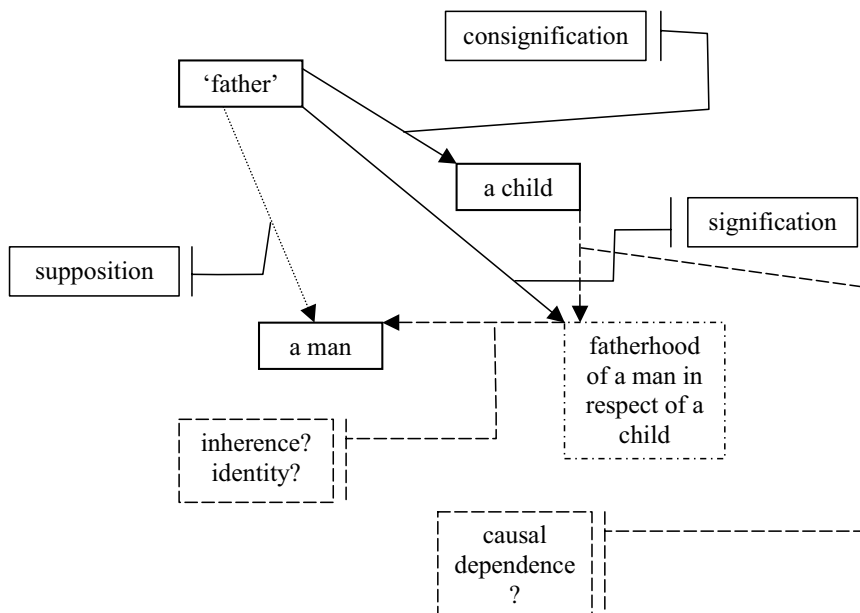 consignification
‘father’
a child
signification
supposition
a man
fatherhood
of a man in
respect of a
child
inherence?
identity?
causal
dependence
?